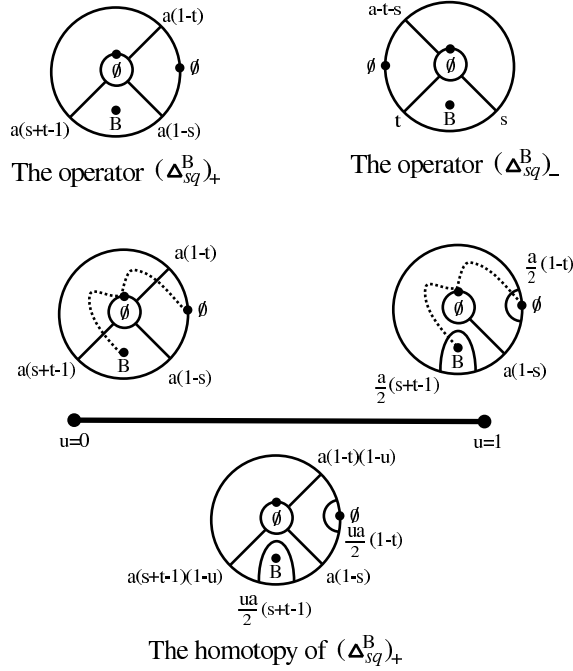 a(1-t)
∅
∅
a(s+t-1)
B
a(1-s)
The operator (Δ^B_sq)_+
a-t-s
∅
∅
t
B
s
The operator (Δ^B_sq)_−
a(1-t)
∅
∅
a(s+t-1)
B
a(1-s)
a/2 (1-t)
∅
∅
B
a(1-s)
a/2 (s+t-1)
u=0
u=1
a(1-t)(1-u)
∅
∅
ua/2 (1-t)
a(s+t-1)(1-u)
B
a(1-s)
ua/2 (s+t-1)
The homotopy of (Δ^B_sq)_+